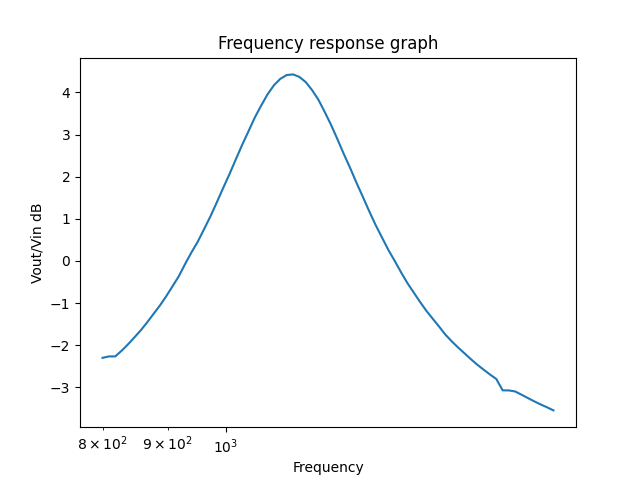 Frequency response graph
4
3
2
1
0
−1
−2
−3
Vout/Vin dB
8 × 10² 9 × 10² 10³
Frequency